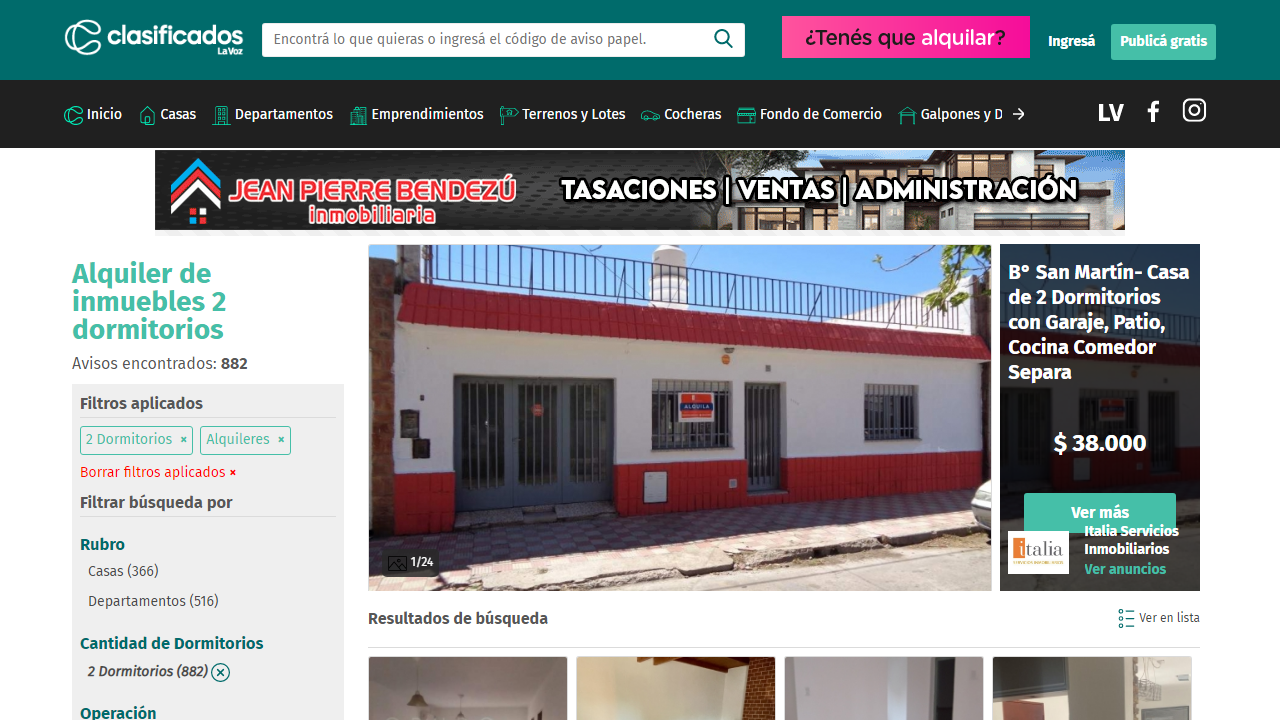 clasificados
La Voz
Encontrá lo que quieras o ingresá el código de aviso papel.
¿Tenés que alquilar?
Ingresá
Publicá gratis
Inicio
Casas
Departamentos
Emprendimientos
Terrenos y Lotes
Cocheras
Fondo de Comercio
Galpones y D
LV
JEAN PIERRE BENDEZÚ
inmobiliaria
TASACIONES | VENTAS | ADMINISTRACIÓN
Alquiler de
inmuebles 2
dormitorios
Avisos encontrados: 882
Filtros aplicados
2 Dormitorios ×
Alquileres ×
Borrar filtros aplicados ×
Filtrar búsqueda por
Rubro
Casas (366)
Departamentos (516)
Cantidad de Dormitorios
2 Dormitorios (882)
Operación
ALQUILA
1/24
B° San Martín- Casa
de 2 Dormitorios
con Garaje, Patio,
Cocina Comedor
Separa
$ 38.000
Ver más
italia
Italia Servicios
Inmobiliarios
Ver anuncios
Resultados de búsqueda
Ver en lista